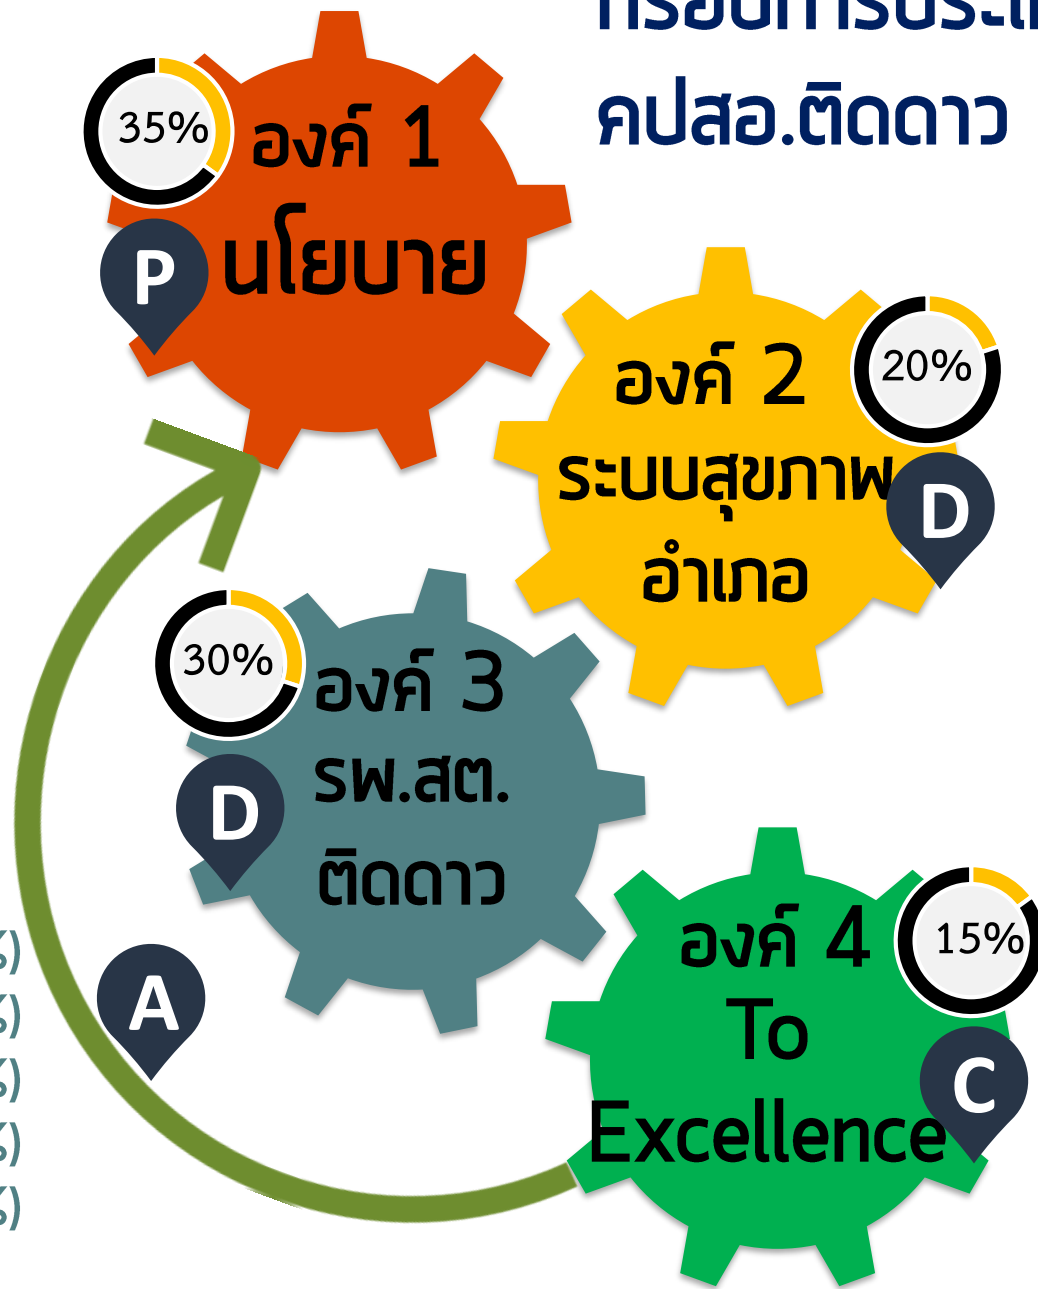 คปสอ.ติดดาว
35%
องค์ 1
นโยบาย
P
องค์ 2
20%
ระบบสุขภาพ
อำเภอ
D
30%
องค์ 3
รพ.สต.
ติดดาว
D
A
องค์ 4
15%
To
Excellence
C